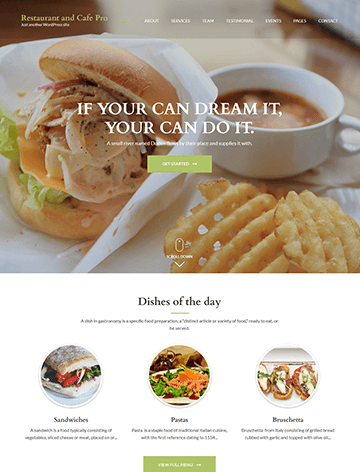 Restaurant and Cafe Pro
Just another WordPress site
ABOUT SERVICES TEAM TESTIMONIAL EVENTS PAGES CONTACT
IF YOUR CAN DREAM IT,
YOUR CAN DO IT.
A small river named Duden flows by their place and supplies it with.
GET STARTED
SCROLL DOWN
Dishes of the day
A dish in gastronomy is a specific food preparation, a "distinct article or variety of food," ready to eat, or
be served.
Sandwiches Pastas Bruschetta
A sandwich is a food typically consisting of
vegetables, sliced cheese or meat, placed on or...
Pasta is a staple food of traditional Italian cuisine,
with the first reference dating to 1154...
Bruschetta from Italy consisting of grilled bread
rubbed with garlic and topped with olive oil...
VIEW FULL MENU